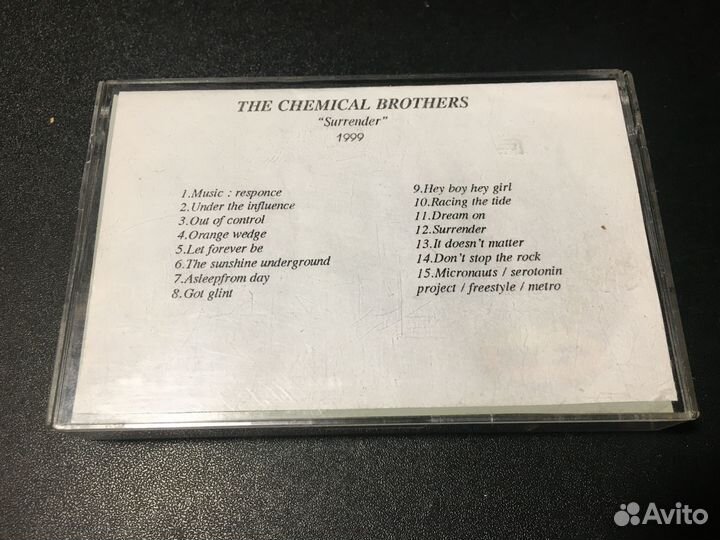 THE CHEMICAL BROTHERS
"Surrender"
1999
1.Music : responce
2.Under the influence
3.Out of control
4.Orange wedge
5.Let forever be
6.The sunshine underground
7.Asleepfrom day
8.Got glint
9.Hey boy hey girl
10.Racing the tide
11.Dream on
12.Surrender
13.It doesn't matter
14.Don't stop the rock
15.Micronauts / serotonin
project / freestyle / metro
Avito